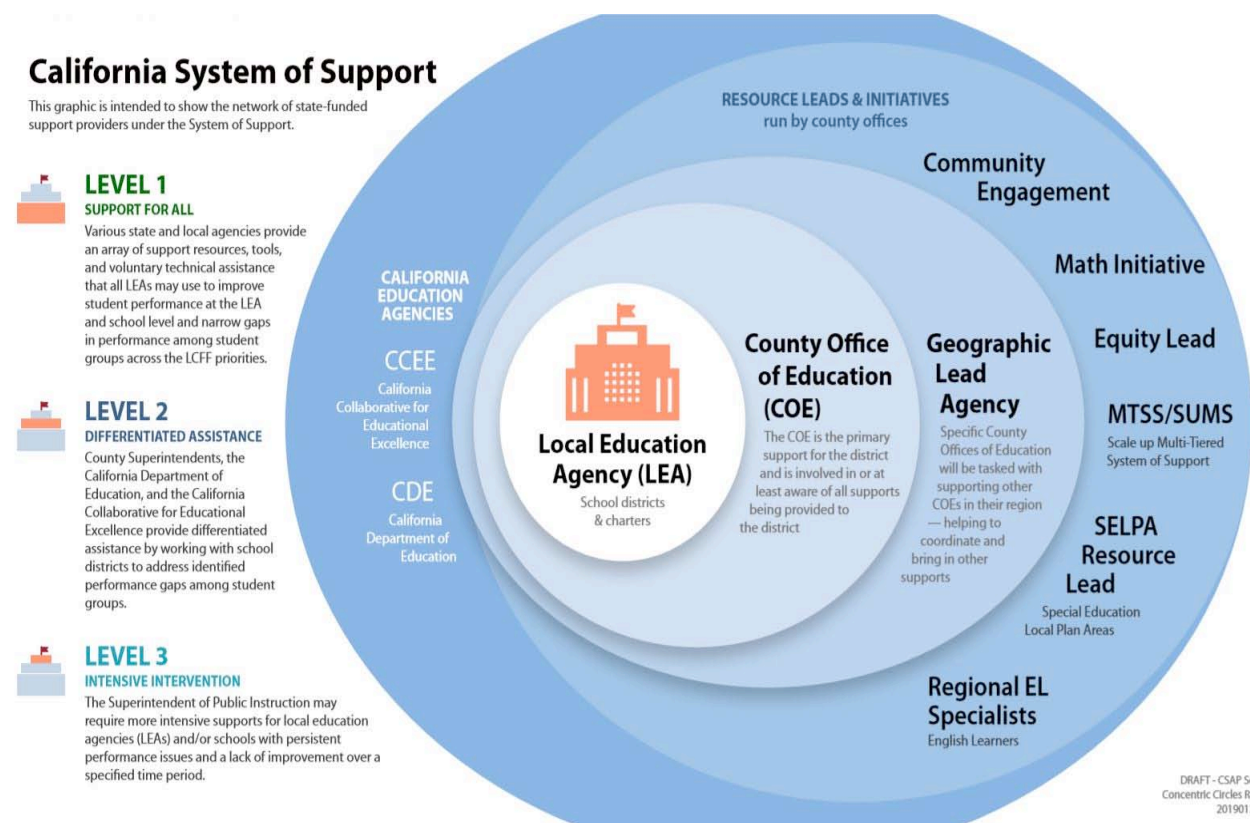 California System of Support
This graphic is intended to show the network of state-funded
support providers under the System of Support.
LEVEL 1
SUPPORT FOR ALL
Various state and local agencies provide
an array of support resources, tools,
and voluntary technical assistance
that all LEAs may use to improve
student performance at the LEA
and school level and narrow gaps
in performance among student
groups across the LCFF priorities.
LEVEL 2
DIFFERENTIATED ASSISTANCE
County Superintendents, the
California Department of
Education, and the California
Collaborative for Educational
Excellence provide differentiated
assistance by working with school
districts to address identified
performance gaps among student
groups.
LEVEL 3
INTENSIVE INTERVENTION
The Superintendent of Public Instruction may
require more intensive supports for local education
agencies (LEAs) and/or schools with persistent
performance issues and a lack of improvement over a
specified time period.
CALIFORNIA
EDUCATION
AGENCIES
CCEE
California
Collaborative for
Educational
Excellence
CDE
California
Department of
Education
Local Education
Agency (LEA)
School districts
& charters
County Office
of Education
(COE)
The COE is the primary
support for the district
and is involved in or at
least aware of all supports
being provided to
the district
Geographic
Lead
Agency
Specific County
Offices of Education
will be tasked with
supporting other
COEs in their region
— helping to
coordinate and
bring in other
supports
RESOURCE LEADS & INITIATIVES
run by county offices
Community
Engagement
Math Initiative
Equity Lead
MTSS/SUMS
Scale up Multi-Tiered
System of Support
SELPA
Resource
Lead
Special Education
Local Plan Areas
Regional EL
Specialists
English Learners
DRAFT - CSAP
Concentric Circles
201901